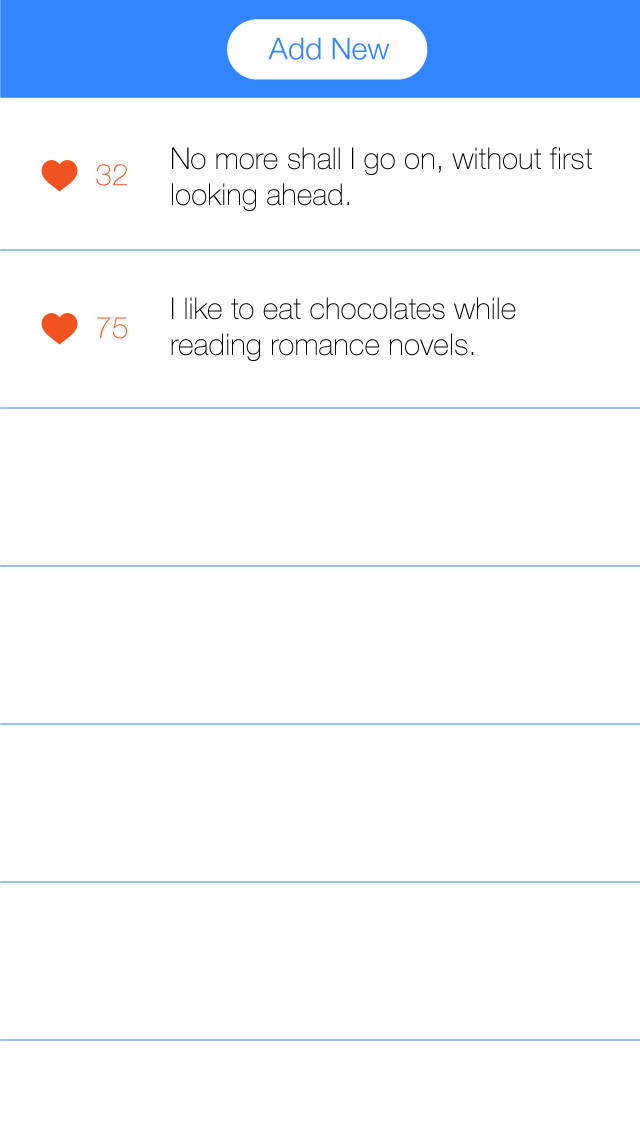 Add New
32
No more shall I go on, without first
looking ahead.
75
I like to eat chocolates while
reading romance novels.